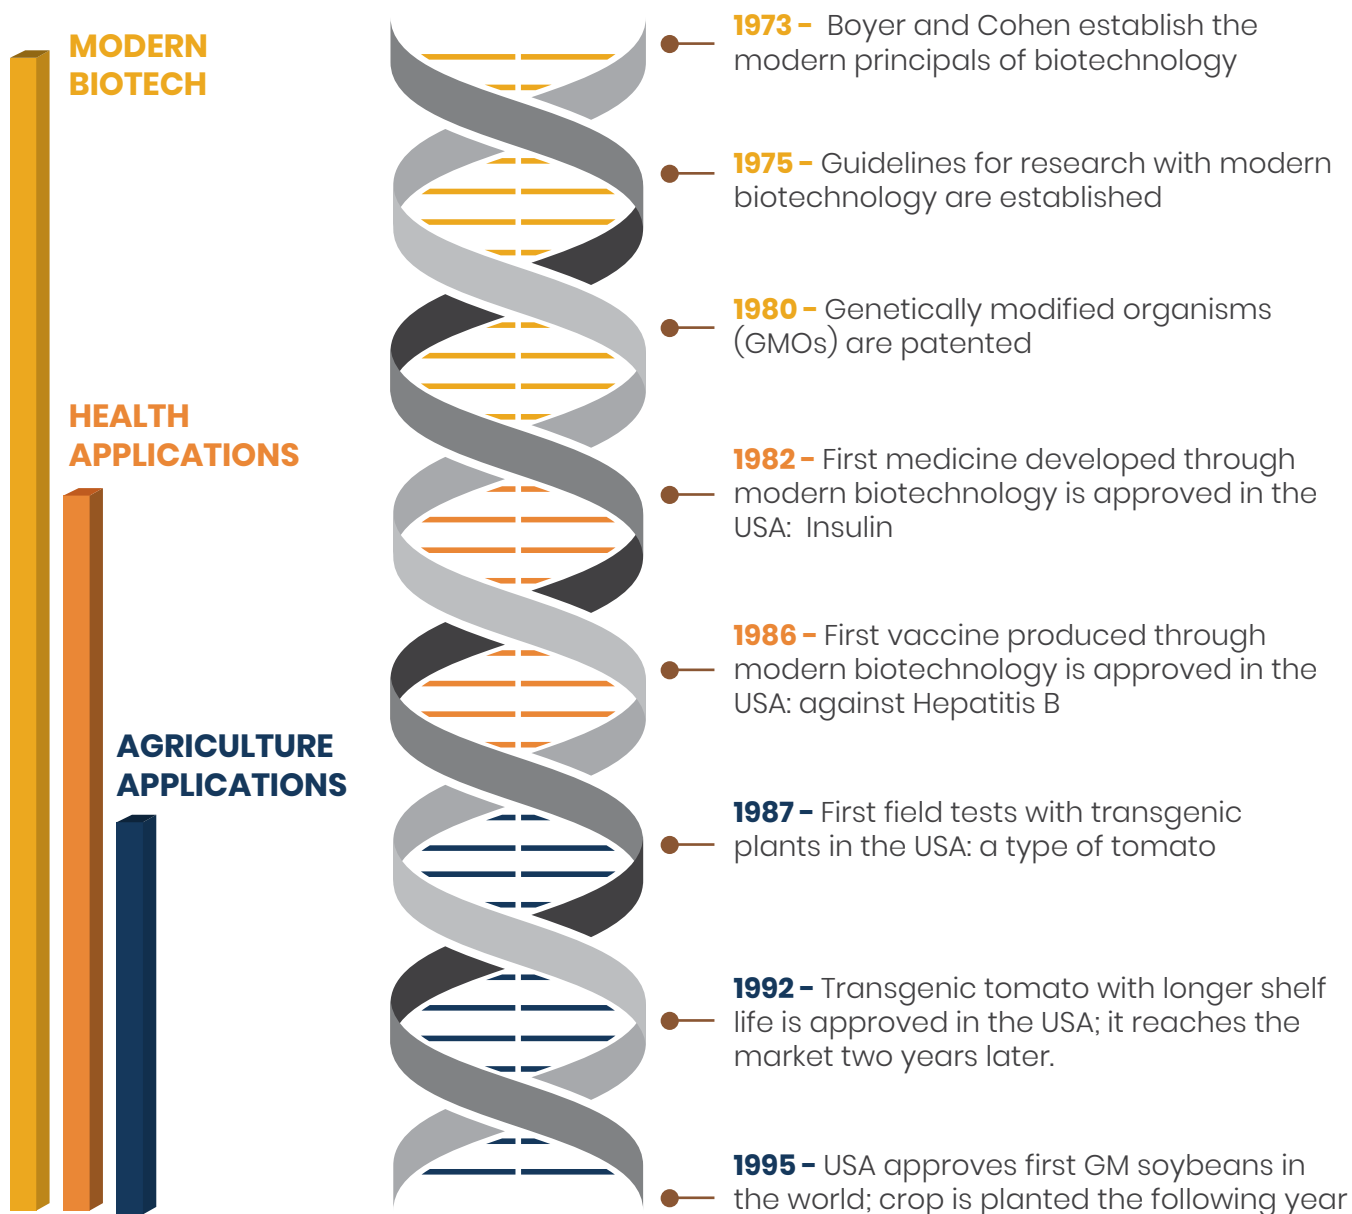 MODERN
BIOTECH
HEALTH
APPLICATIONS
AGRICULTURE
APPLICATIONS
1973 - Boyer and Cohen establish the
modern principals of biotechnology
1975 - Guidelines for research with modern
biotechnology are established
1980 - Genetically modified organisms
(GMOs) are patented
1982 - First medicine developed through
modern biotechnology is approved in the
USA: Insulin
1986 - First vaccine produced through
modern biotechnology is approved in the
USA: against Hepatitis B
1987 - First field tests with transgenic
plants in the USA: a type of tomato
1992 - Transgenic tomato with longer shelf
life is approved in the USA; it reaches the
market two years later.
1995 - USA approves first GM soybeans in
the world; crop is planted the following year